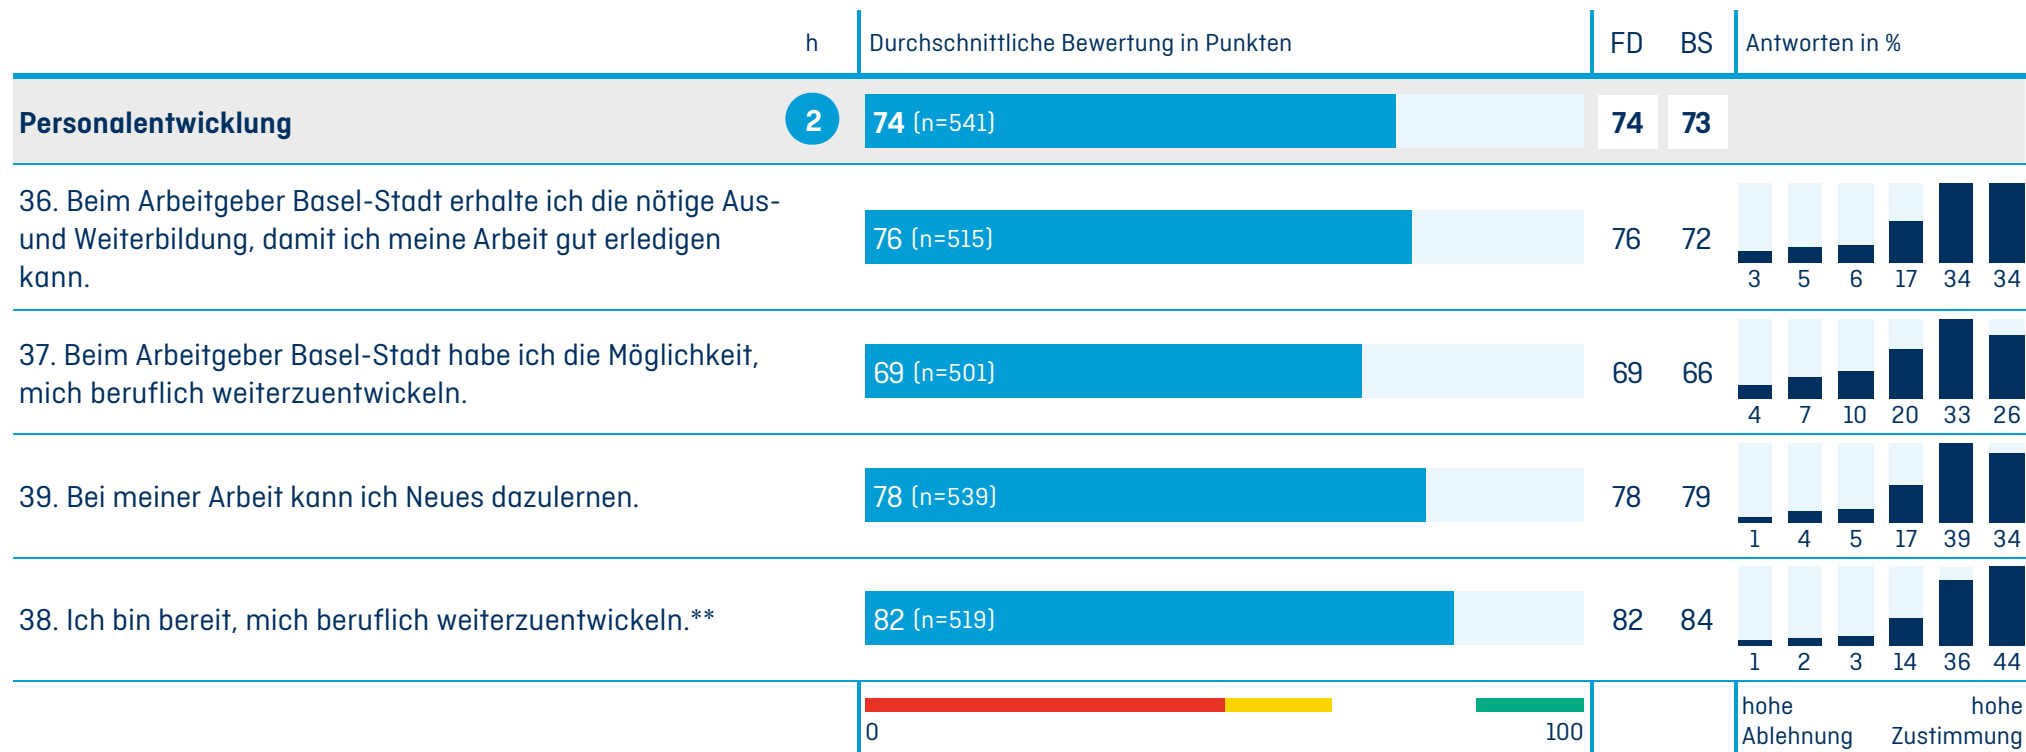 h Durchschnittliche Bewertung in Punkten FD BS Antworten in %
Personalentwicklung 2 74 (n=541) 74 73
36. Beim Arbeitgeber Basel-Stadt erhalte ich die nötige Aus-
und Weiterbildung, damit ich meine Arbeit gut erledigen
kann.
76 (n=515) 76 72
3 5 6 17 34 34
37. Beim Arbeitgeber Basel-Stadt habe ich die Möglichkeit,
mich beruflich weiterzuentwickeln.
69 (n=501) 69 66
4 7 10 20 33 26
39. Bei meiner Arbeit kann ich Neues dazulernen. 78 (n=539) 78 79
1 4 5 17 39 34
38. Ich bin bereit, mich beruflich weiterzuentwickeln.** 82 (n=519) 82 84
1 2 3 14 36 44
0 100
hohe hohe
Ablehnung Zustimmung